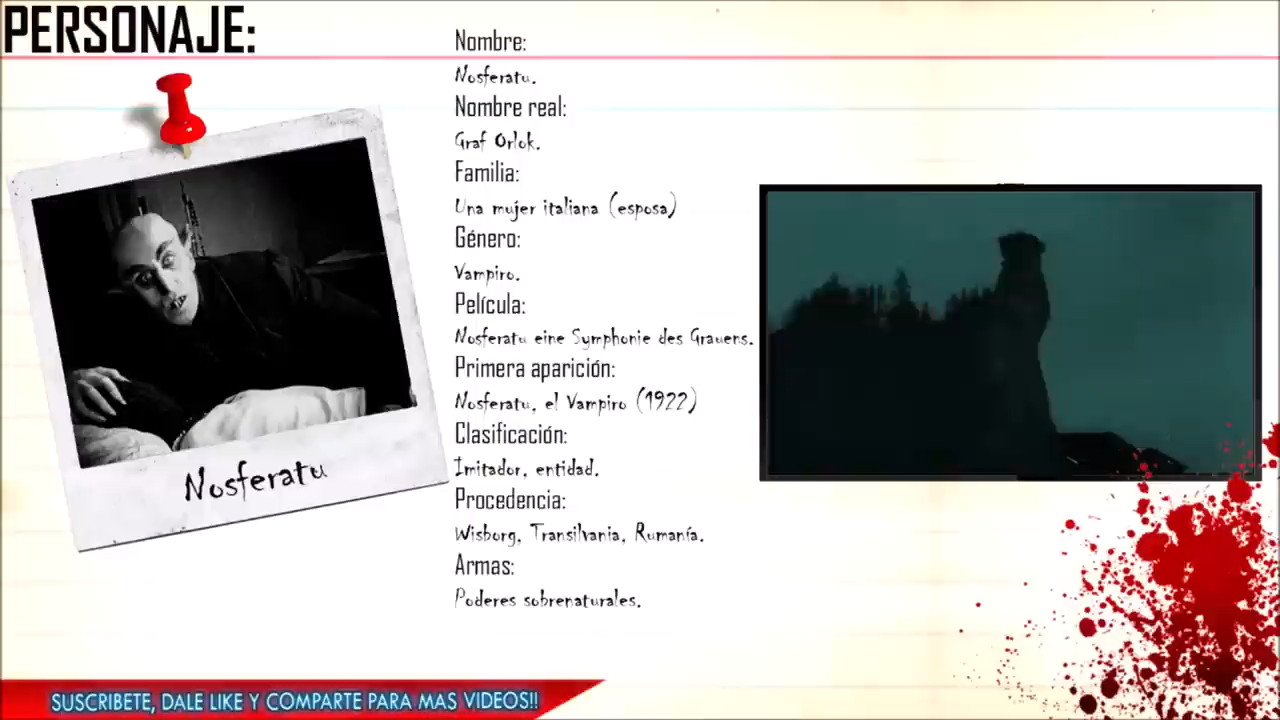 PERSONAJE:
Nosferatu
Nombre:
Nosferatu.
Nombre real:
Graf Orlok.
Familia:
Una mujer italiana (esposa)
Género:
Vampiro.
Película:
Nosferatu eine Symphonie des Grauens.
Primera aparición:
Nosferatu, el Vampiro (1922)
Clasificación:
Imitador, entidad.
Procedencia:
Wisborg, Transilvania, Rumanía.
Armas:
Poderes sobrenaturales.
SUSCRIBETE, DALE LIKE Y COMPARTE PARA MAS VIDEOS!!